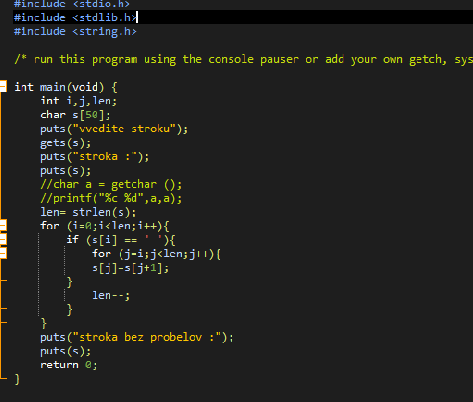 #include <stdio.h>
#include <stdlib.h>
#include <string.h>
/* run this program using the console pauser or add your own getch, sys
int main(void) {
int i,j,len;
char s[50];
puts("vvedite stroku");
gets(s);
puts("stroka :");
puts(s);
//char a = getchar ();
//printf("%c %d",a,a);
len= strlen(s);
for (i=0;i<len;i++){
if (s[i] == ' '){
for (j=i;j<len;j++){
s[j]=s[j+1];
}
len--;
}
}
puts("stroka bez probelov :");
puts(s);
return 0;
}